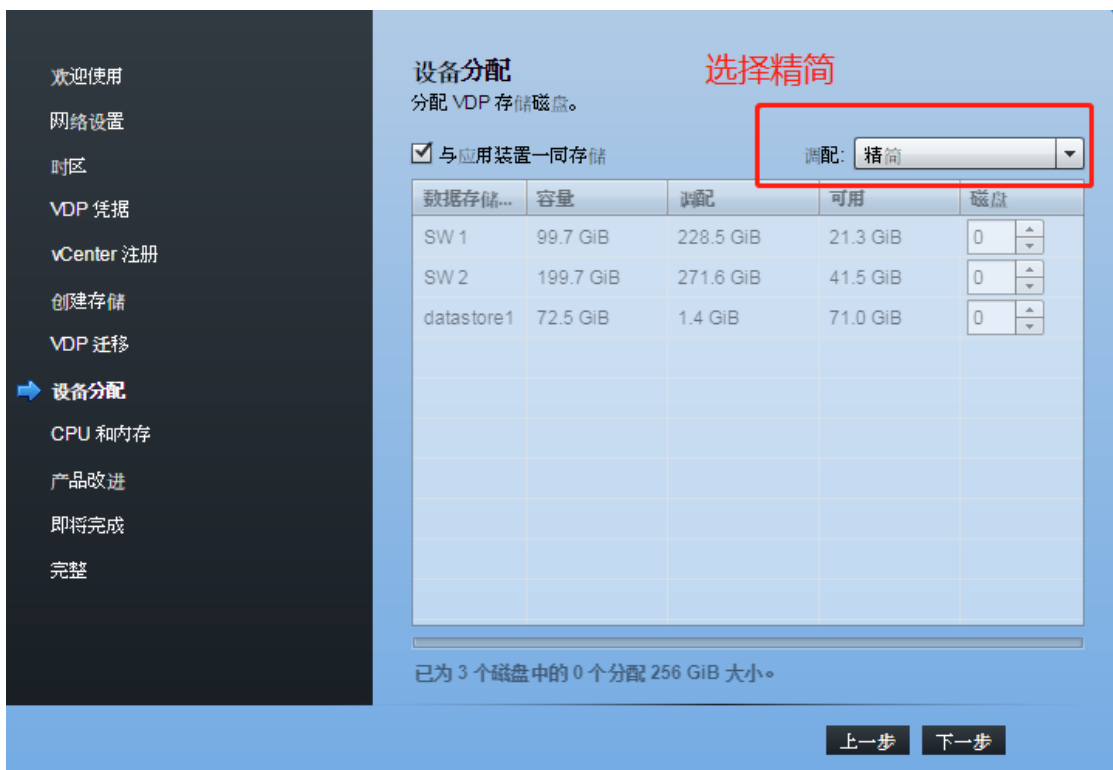 欢迎使用
网络设置
时区
VDP 凭据
vCenter 注册
创建存储
VDP 迁移
设备分配
CPU 和内存
产品改进
即将完成
完整
设备分配
选择精简
分配 VDP 存储磁盘。
与应用装置一同存储
调配: 精简
数据存储... 容量 调配 可用 磁盘
SW 1 99.7 GiB 228.5 GiB 21.3 GiB 0
SW 2 199.7 GiB 271.6 GiB 41.5 GiB 0
datastore1 72.5 GiB 1.4 GiB 71.0 GiB 0
已为 3 个磁盘中的 0 个分配 256 GiB 大小。
上一步 下一步